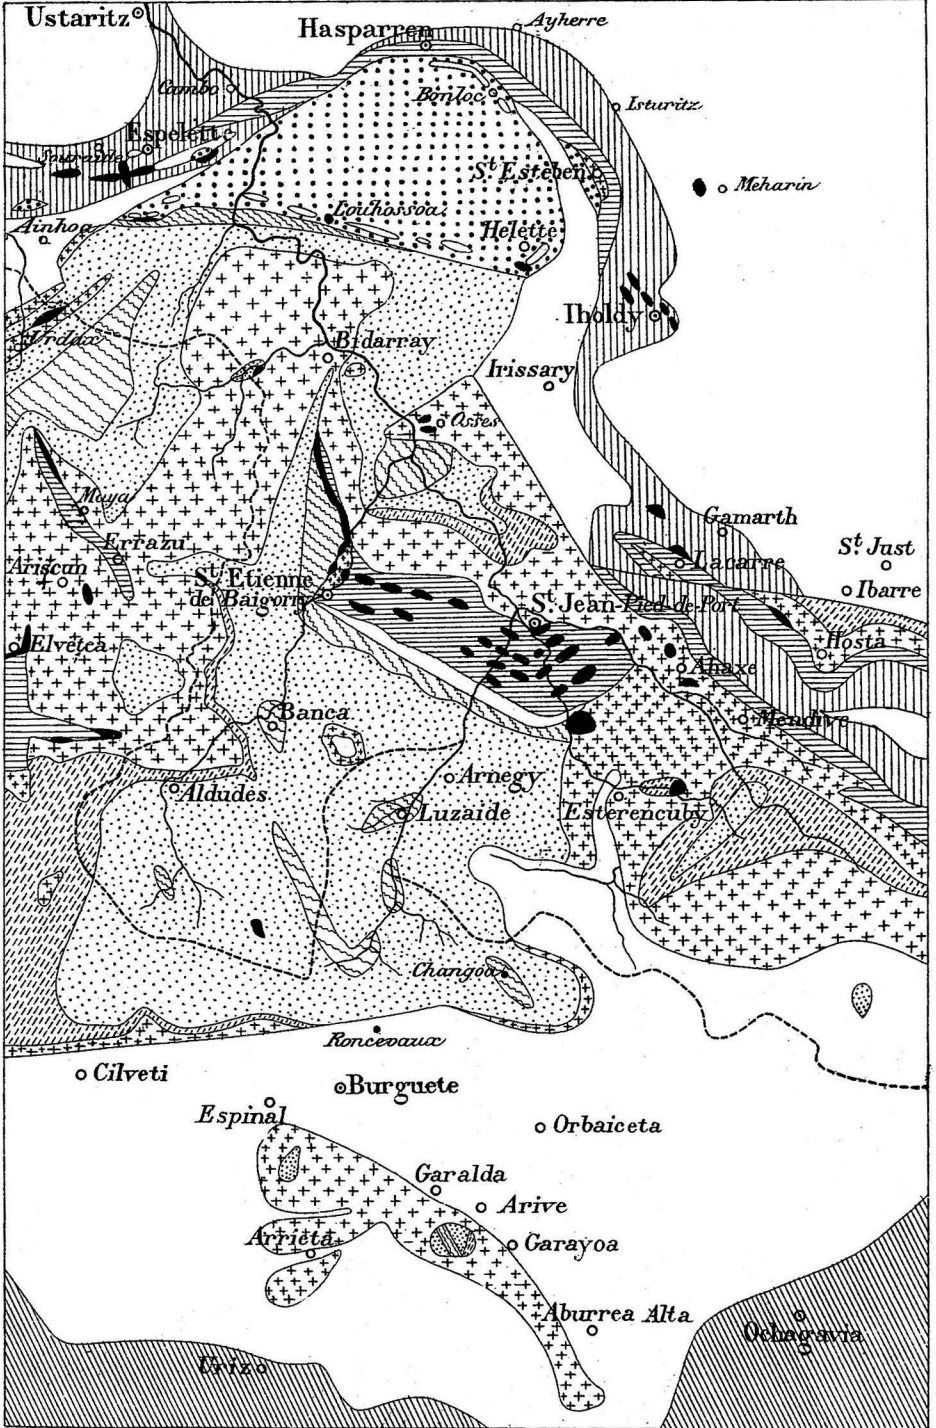 Ustaritz
Hasparren
Ayherre
Cambo
Bonloc
Isturitz
Espelette
Souraide
St Esteben
Meharin
Louhossoa
Ainhoa
Helette
Iholdy
Urdax
Bidarray
Irissary
Osses
Maya
Gamarth
Errazu
St Just
Lacarre
Ariscun
St Etienne
de Baigorry
Ibarre
St Jean-Pied-de-Port
Elvetea
Hosta
Ahaxe
Banca
Mendive
Arnegy
Aldudes
Luzaide
Esterencuby
Changoa
Roncevaux
Cilveti
Burguete
Espinal
Orbaiceta
Garalda
Arive
Arrieta
Garayoa
Aburrea Alta
Ochagavia
Uriz